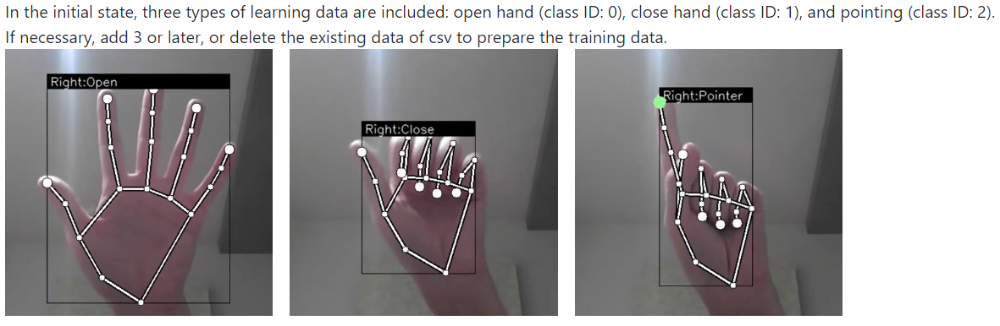 In the initial state, three types of learning data are included: open hand (class ID: 0), close hand (class ID: 1), and pointing (class ID: 2).
If necessary, add 3 or later, or delete the existing data of csv to prepare the training data.
Right:Open
Right:Close
Right:Pointer